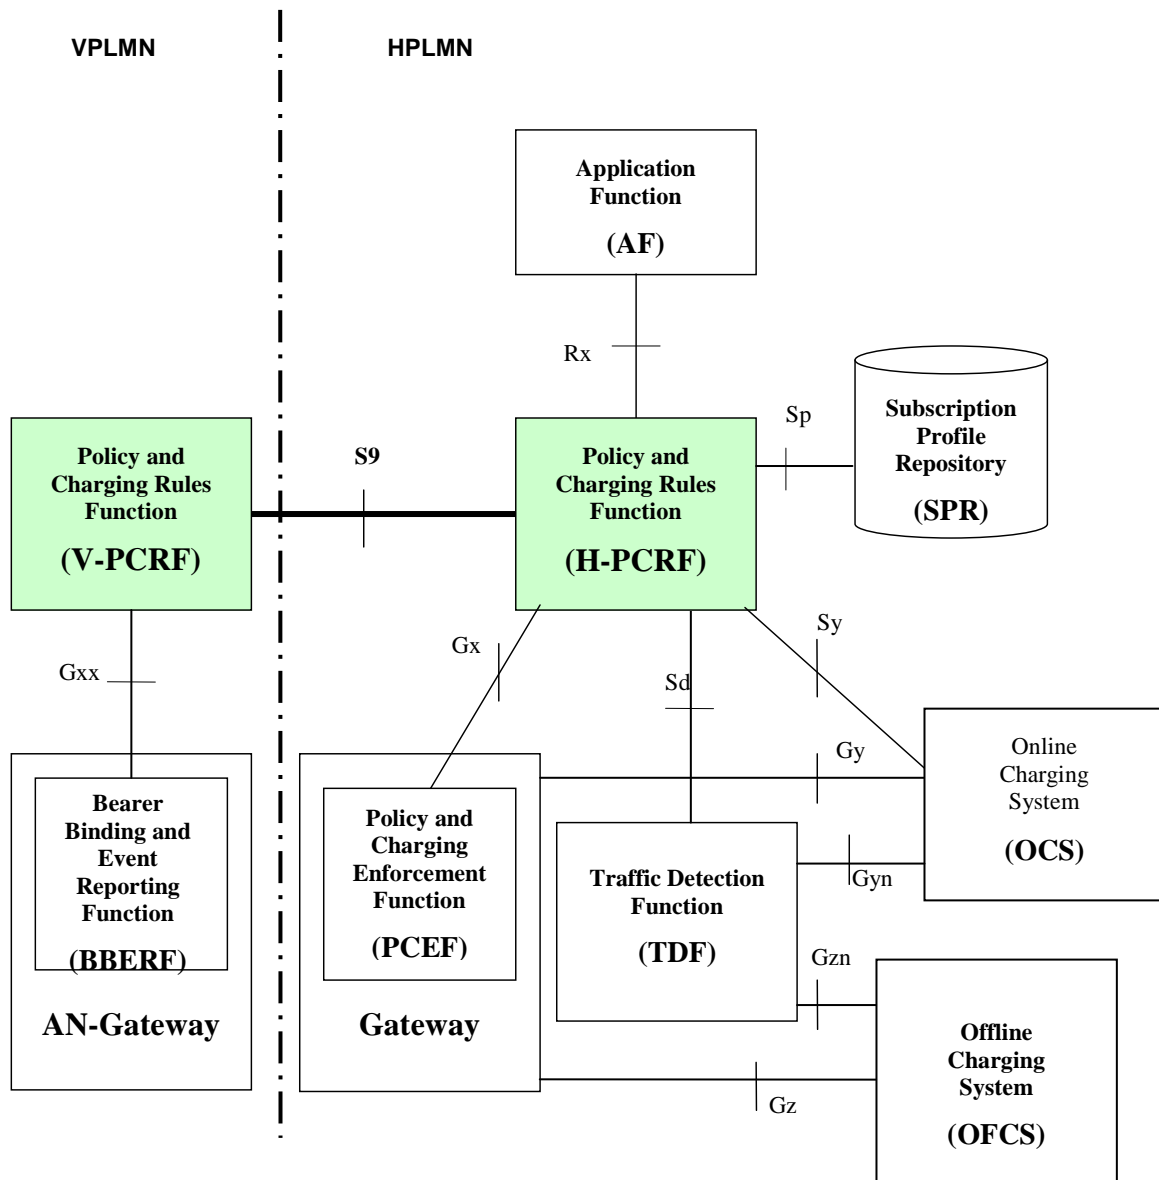 VPLMN
HPLMN
Application
Function
(AF)
Rx
Sp
Subscription
Profile
Repository
(SPR)
Policy and
Charging Rules
Function
(V-PCRF)
S9
Policy and
Charging Rules
Function
(H-PCRF)
Gxx
Gx
Sd
Sy
Gy
Online
Charging
System
(OCS)
Bearer
Binding and
Event
Reporting
Function
(BBERF)
AN-Gateway
Policy and
Charging
Enforcement
Function
(PCEF)
Gateway
Traffic Detection
Function
(TDF)
Gyn
Gzn
Gz
Offline
Charging
System
(OFCS)